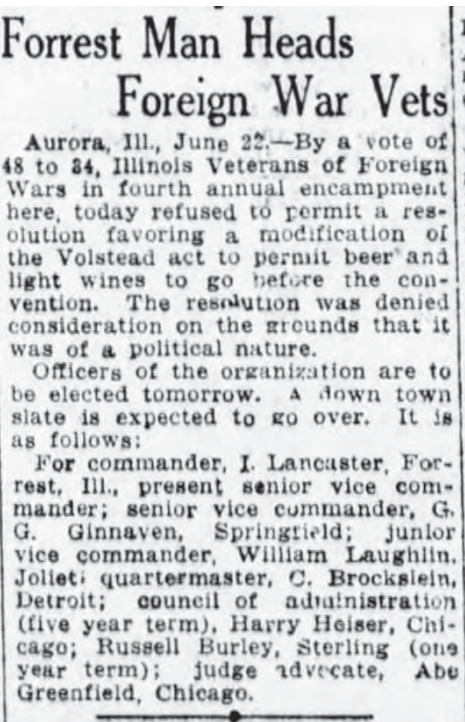 Forrest Man Heads
Foreign War Vets
Aurora, Ill., June 22.—By a vote of
48 to 34, Illinois Veterans of Foreign
Wars in fourth annual encampment
here, today refused to permit a res-
olution favoring a modification of
the Volstead act to permit beer and
light wines to go before the con-
vention. The resolution was denied
consideration on the grounds that it
was of a political nature.
Officers of the organization are to
be elected tomorrow. A down town
slate is expected to go over. It is
as follows:
For commander, I. Lancaster, For-
rest, Ill., present senior vice com-
mander; senior vice commander, G.
G. Ginnaven, Springfield; junior
vice commander, William Laughlin,
Joliet; quartermaster, C. Brockslein,
Detroit; council of administration
(five year term), Harry Heiser, Chi-
cago; Russell Burley, Sterling (one
year term); judge advocate, Abe
Greenfield, Chicago.